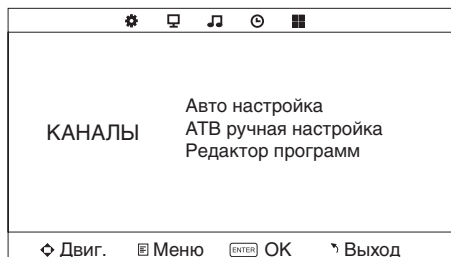 КАНАЛЫ
Авто настройка
АТВ ручная настройка
Редактор программ
Двиг. Меню ENTER OK Выход